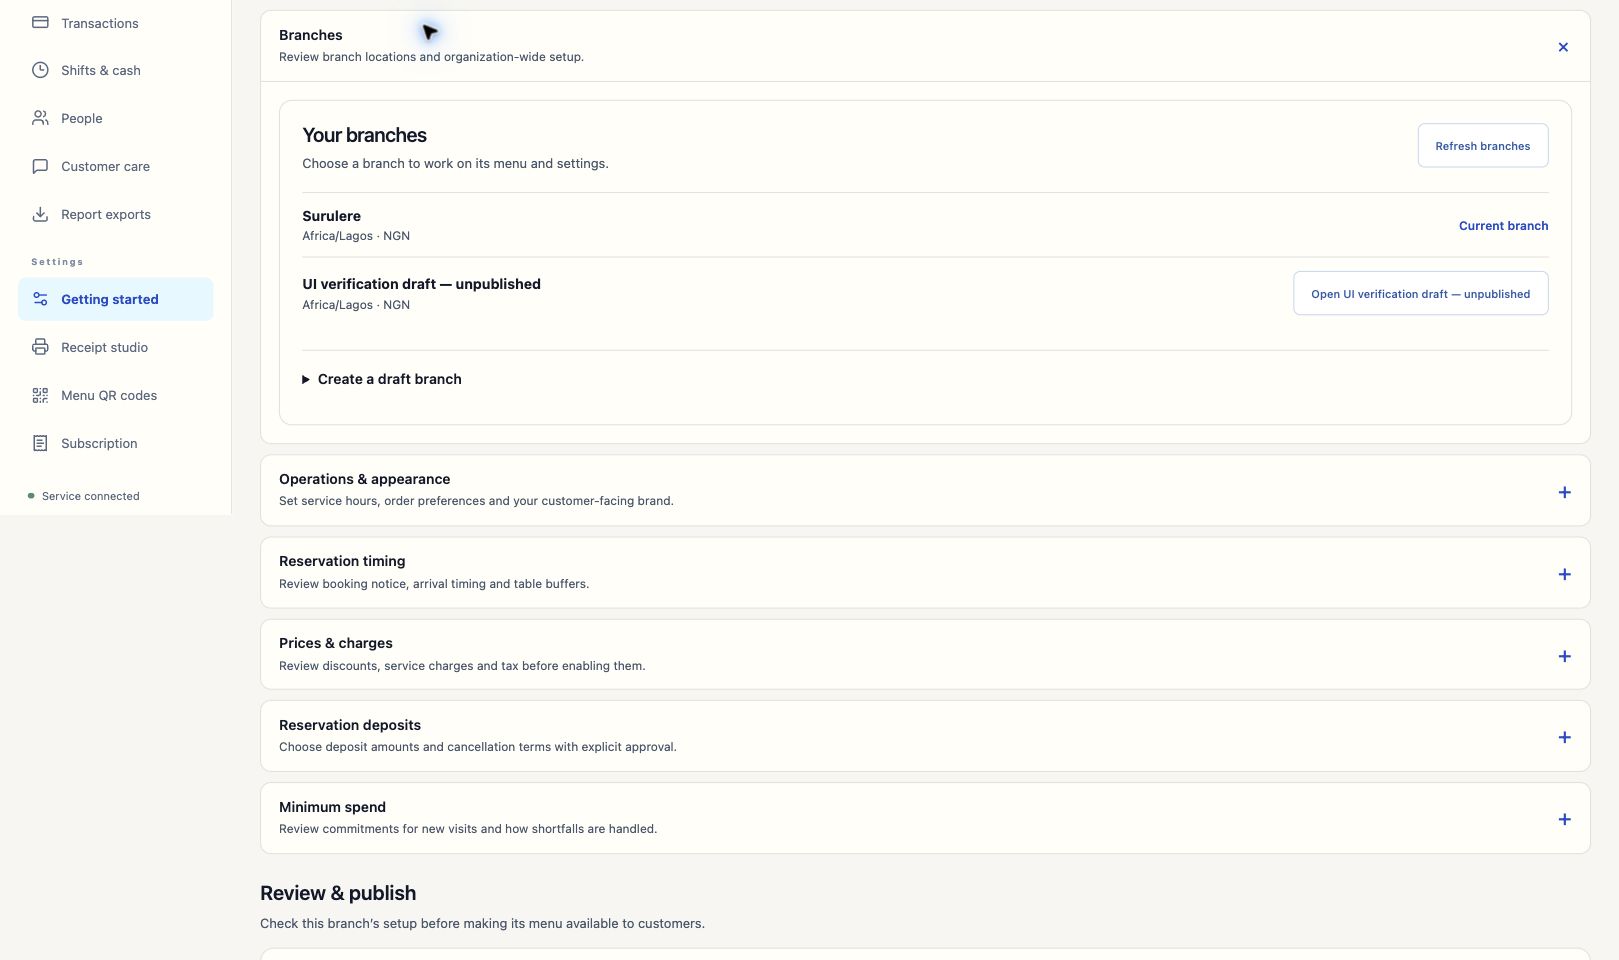 Transactions
Shifts & cash
People
Customer care
Report exports
Settings
Getting started
Receipt studio
Menu QR codes
Subscription
Service connected
Branches
Review branch locations and organization-wide setup.
Your branches
Choose a branch to work on its menu and settings.
Refresh branches
Surulere
Africa/Lagos · NGN
Current branch
UI verification draft — unpublished
Africa/Lagos · NGN
Open UI verification draft — unpublished
Create a draft branch
Operations & appearance
Set service hours, order preferences and your customer-facing brand.
Reservation timing
Review booking notice, arrival timing and table buffers.
Prices & charges
Review discounts, service charges and tax before enabling them.
Reservation deposits
Choose deposit amounts and cancellation terms with explicit approval.
Minimum spend
Review commitments for new visits and how shortfalls are handled.
Review & publish
Check this branch's setup before making its menu available to customers.